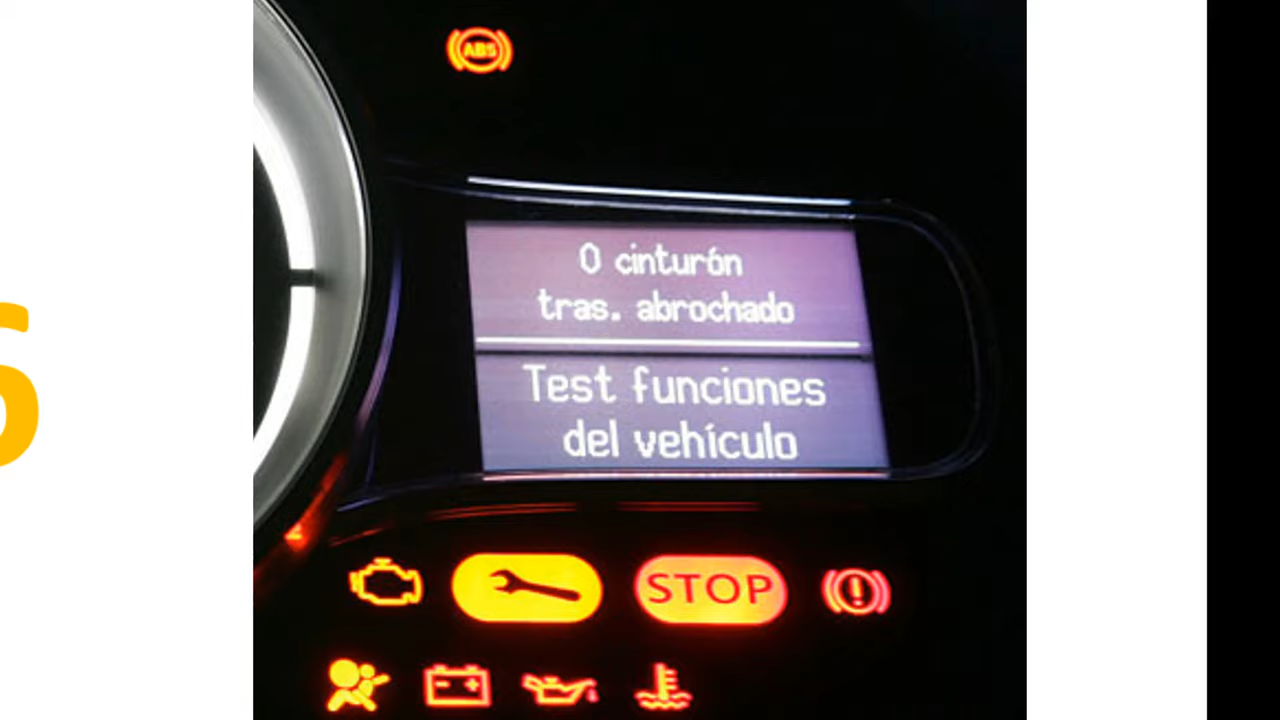 ABS
0 cinturón
tras. abrochado
Test funciones
del vehículo
STOP